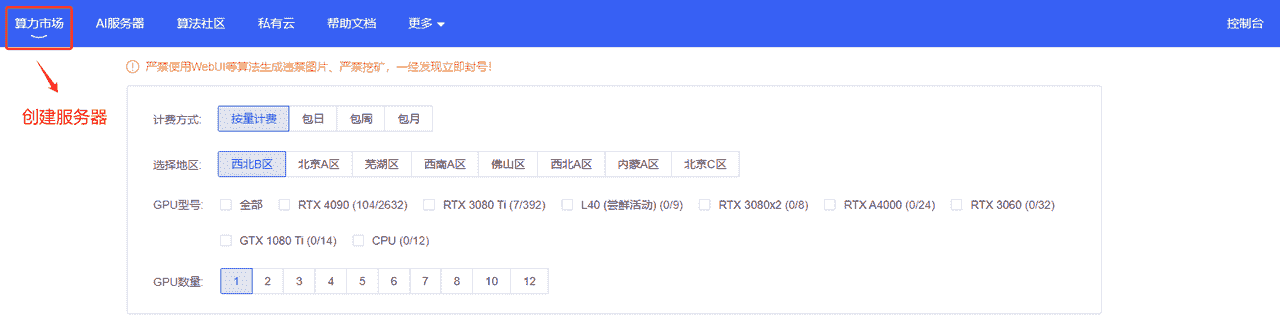 算力市场 AI服务器 算法社区 私有云 帮助文档 更多 控制台
严禁使用WebUI等算法生成违禁图片、严禁挖矿，一经发现立即封号!
创建服务器
计费方式: 按量计费 包日 包周 包月
选择地区: 西北B区 北京A区 芜湖区 西南A区 佛山区 西北A区 内蒙A区 北京C区
GPU型号: 全部 RTX 4090 (104/2632) RTX 3080 Ti (7/392) L40 (尝鲜活动) (0/9) RTX 3080x2 (0/8) RTX A4000 (0/24) RTX 3060 (0/32)
GTX 1080 Ti (0/14) CPU (0/12)
GPU数量: 1 2 3 4 5 6 7 8 10 12